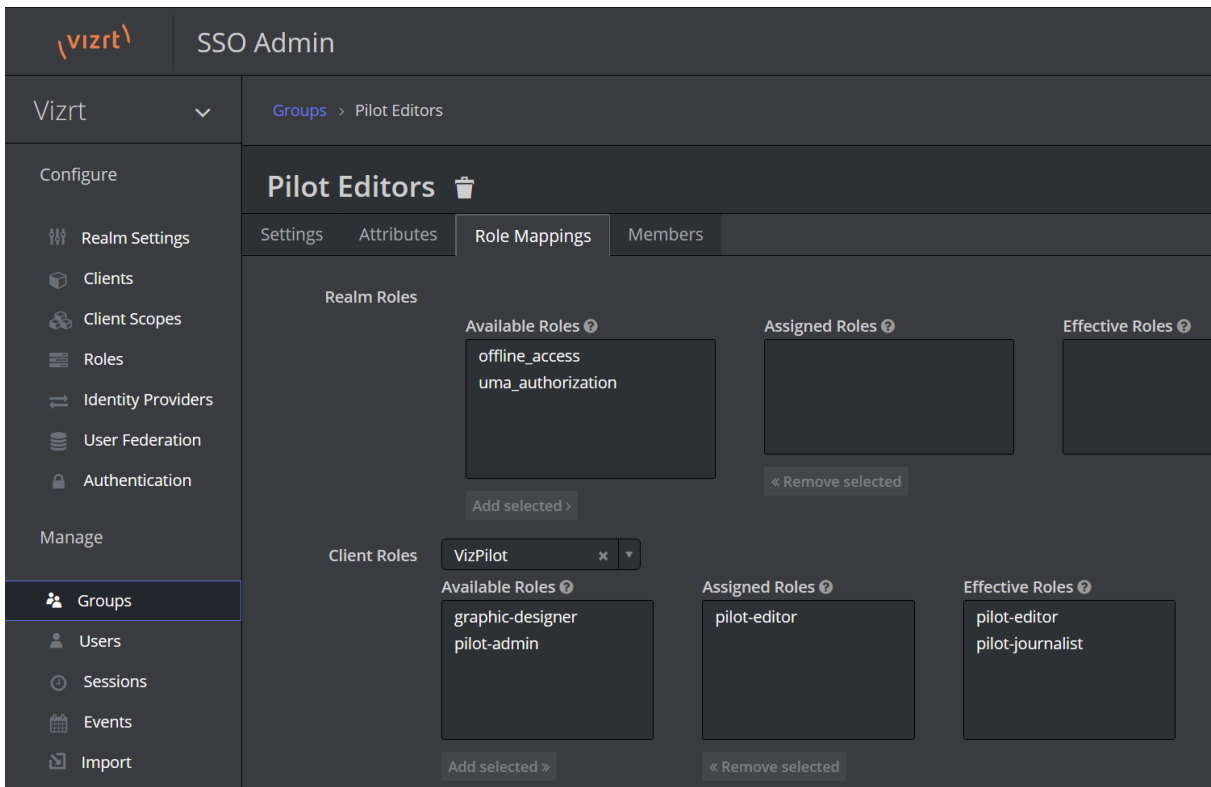 vizrt
SSO Admin
Vizrt
Groups > Pilot Editors
Configure
Pilot Editors
Realm Settings
Clients
Client Scopes
Roles
Identity Providers
User Federation
Authentication
Manage
Groups
Users
Sessions
Events
Import
Settings Attributes Role Mappings Members
Realm Roles
Available Roles
offline_access
uma_authorization
Add selected >
Assigned Roles
« Remove selected
Effective Roles
Client Roles VizPilot
Available Roles
graphic-designer
pilot-admin
Add selected »
Assigned Roles
pilot-editor
« Remove selected
Effective Roles
pilot-editor
pilot-journalist